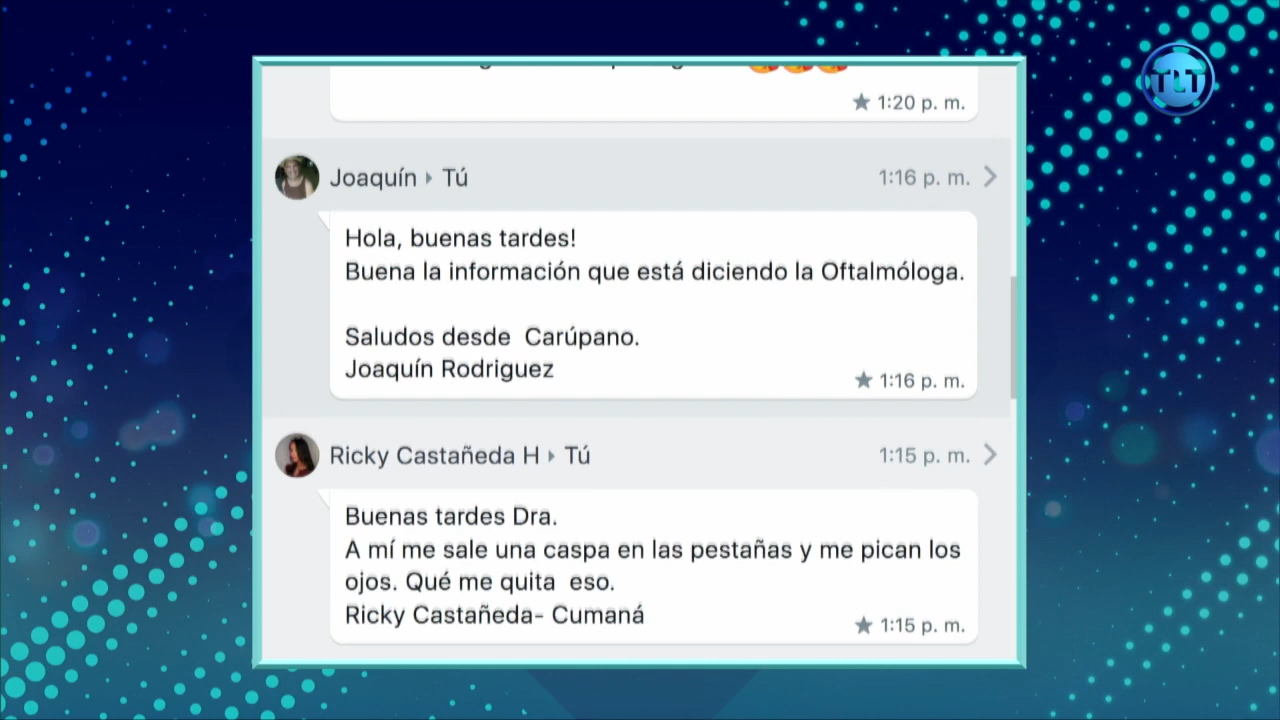 TLT
1:20 p. m.
Joaquín Tú
1:16 p. m.
Hola, buenas tardes!
Buena la información que está diciendo la Oftalmóloga.
Saludos desde Carúpano.
Joaquín Rodriguez
1:16 p. m.
Ricky Castañeda H Tú
1:15 p. m.
Buenas tardes Dra.
A mí me sale una caspa en las pestañas y me pican los
ojos. Qué me quita eso.
Ricky Castañeda- Cumaná
1:15 p. m.